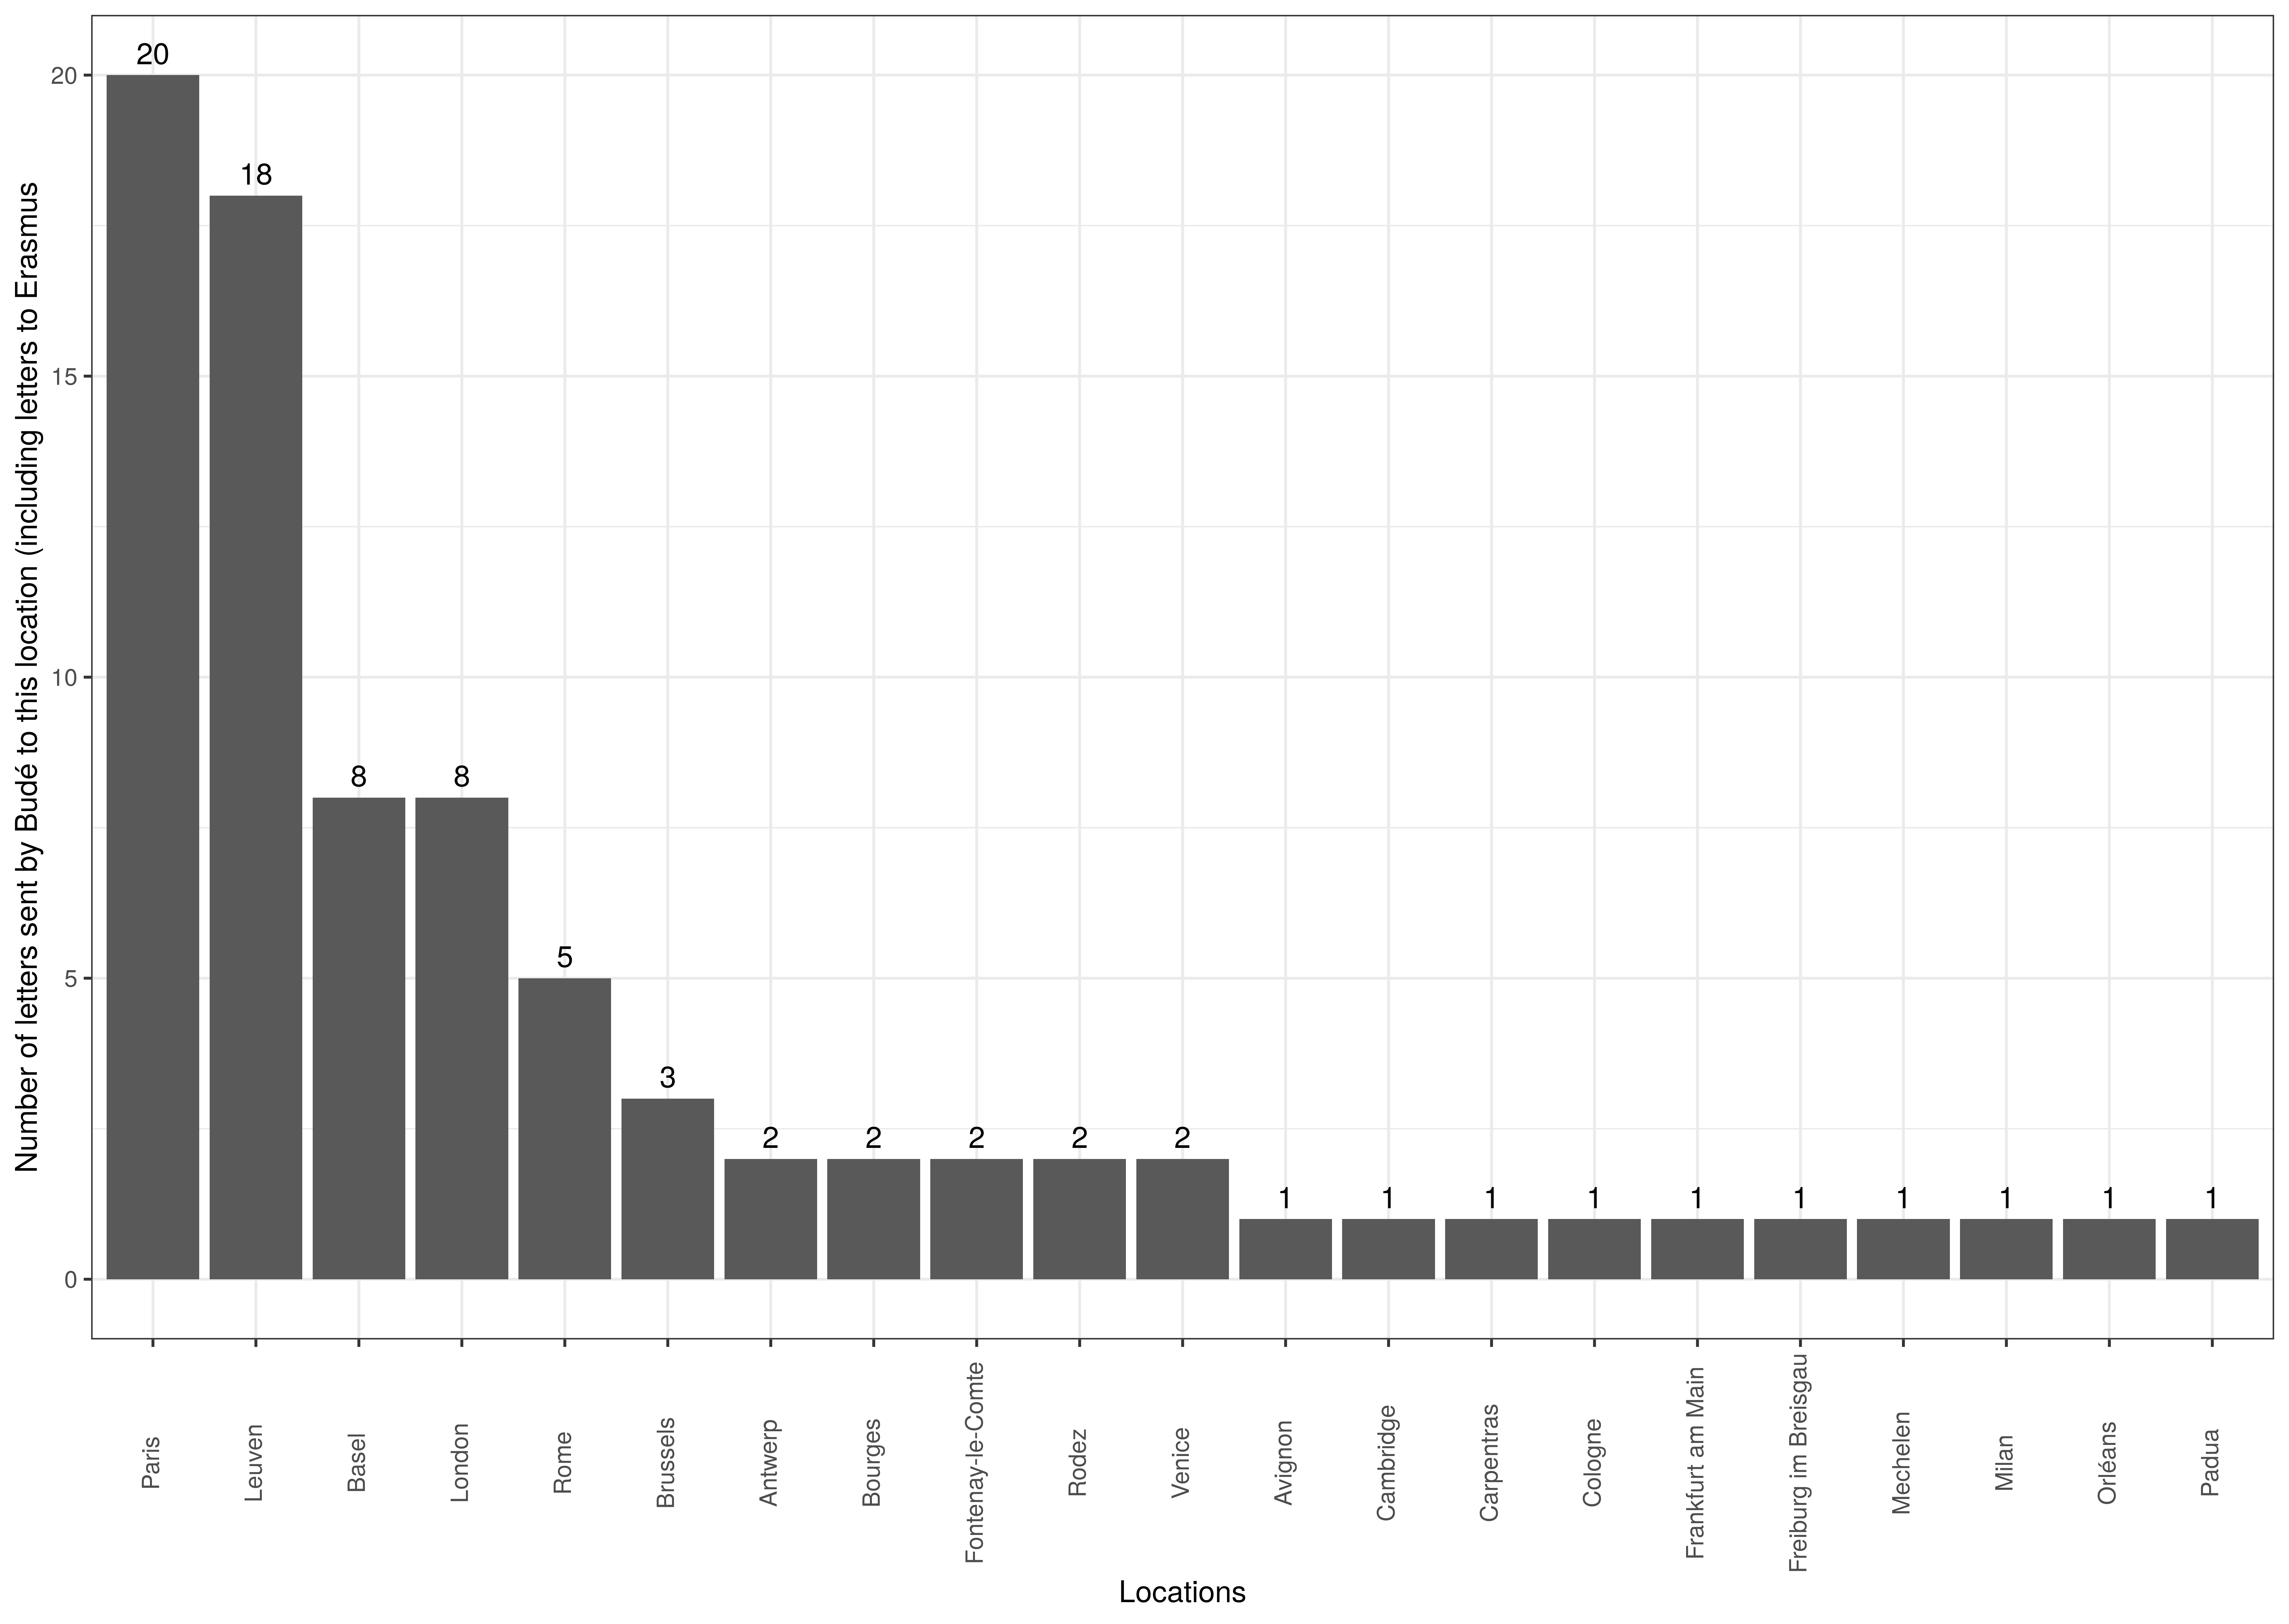 Number of letters sent by Budé to this location (including letters to Erasmus
20
15
10
5
0
20
18
8
8
5
3
2
2
2
2
2
1
1
1
1
1
1
1
1
1
1
Paris
Leuven
Basel
London
Rome
Brussels
Antwerp
Bourges
Fontenay-le-Comte
Rodez
Venice
Avignon
Cambridge
Carpentras
Cologne
Frankfurt am Main
Freiburg im Breisgau
Mechelen
Milan
Orléans
Padua
Locations